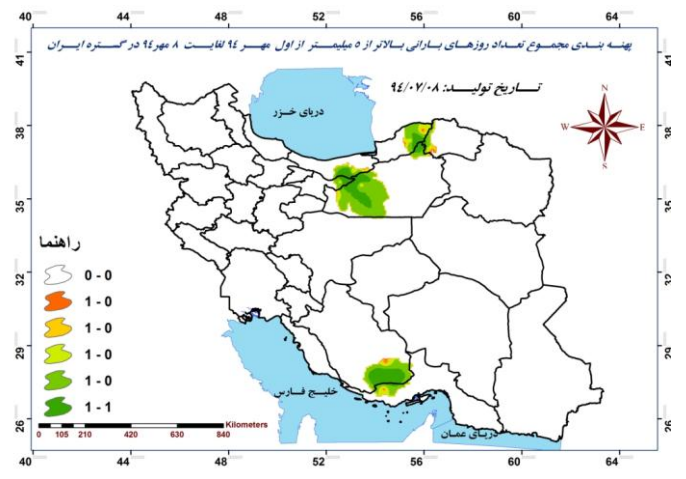 40 44 48 52 56 60 64
پهنه بندی مجموع تعداد روزهای بارانی بالاتر از ۵ میلیمتر از اول مهر ۹۴ لغایت ۸ مهر ۹۴ در گستره ایران
تاریخ تولید: ۹۴/۰۷/۰۸
N
W E
S
دریای خزر
41 41
38 38
35 35
32 32
29 29
26 26
راهنما
0 - 0
1 - 0
1 - 0
1 - 0
1 - 0
1 - 1
خلیج فارس
دریای عمان
Kilometers
0 105 210 420 630 840
40 44 48 52 56 60 64